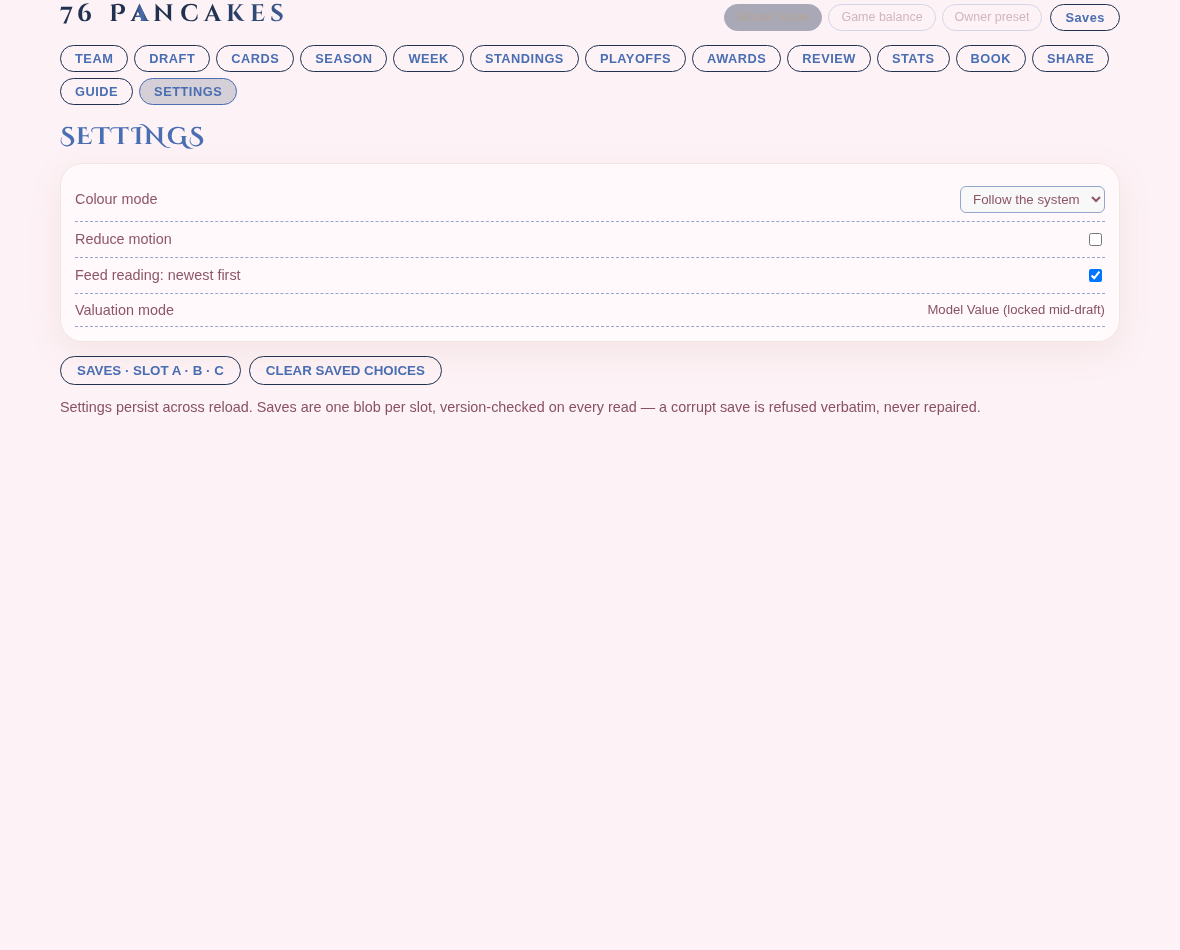 76 PANCAKES
Game balance
Owner preset
Saves
TEAM DRAFT CARDS SEASON WEEK STANDINGS PLAYOFFS AWARDS REVIEW STATS BOOK SHARE
GUIDE SETTINGS
SETTINGS
Colour mode
Follow the system
Reduce motion
Feed reading: newest first
Valuation mode
Model Value (locked mid-draft)
SAVES · SLOT A · B · C
CLEAR SAVED CHOICES
Settings persist across reload. Saves are one blob per slot, version-checked on every read — a corrupt save is refused verbatim, never repaired.